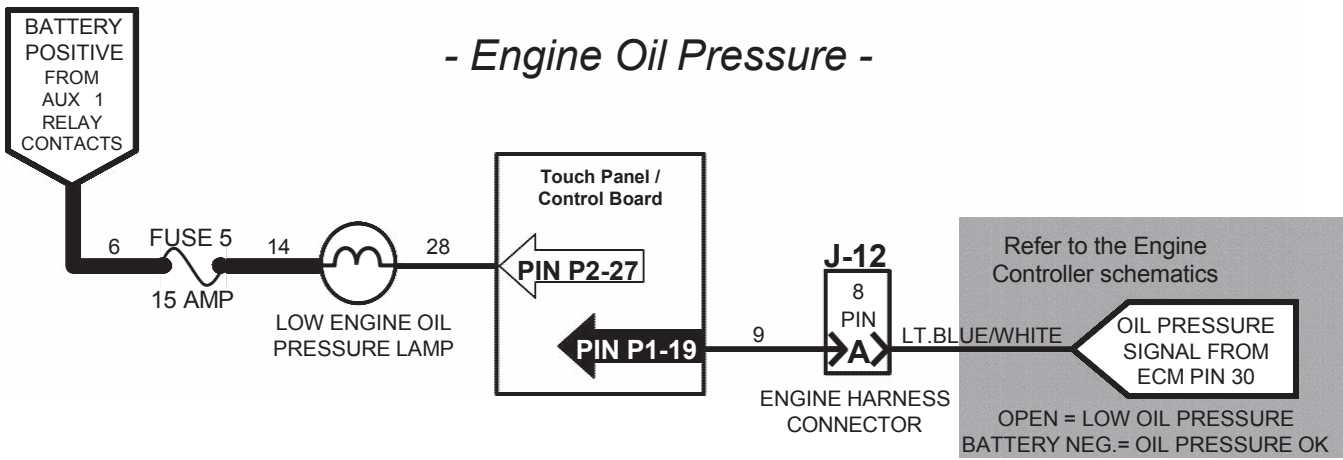 BATTERY
POSITIVE
FROM
AUX 1
RELAY
CONTACTS
- Engine Oil Pressure -
6
FUSE 5
15 AMP
14
LOW ENGINE OIL
PRESSURE LAMP
28
Touch Panel /
Control Board
PIN P2-27
PIN P1-19
9
J-12
8
PIN
A
ENGINE HARNESS
CONNECTOR
LT.BLUE/WHITE
Refer to the Engine
Controller schematics
OIL PRESSURE
SIGNAL FROM
ECM PIN 30
OPEN = LOW OIL PRESSURE
BATTERY NEG.= OIL PRESSURE OK